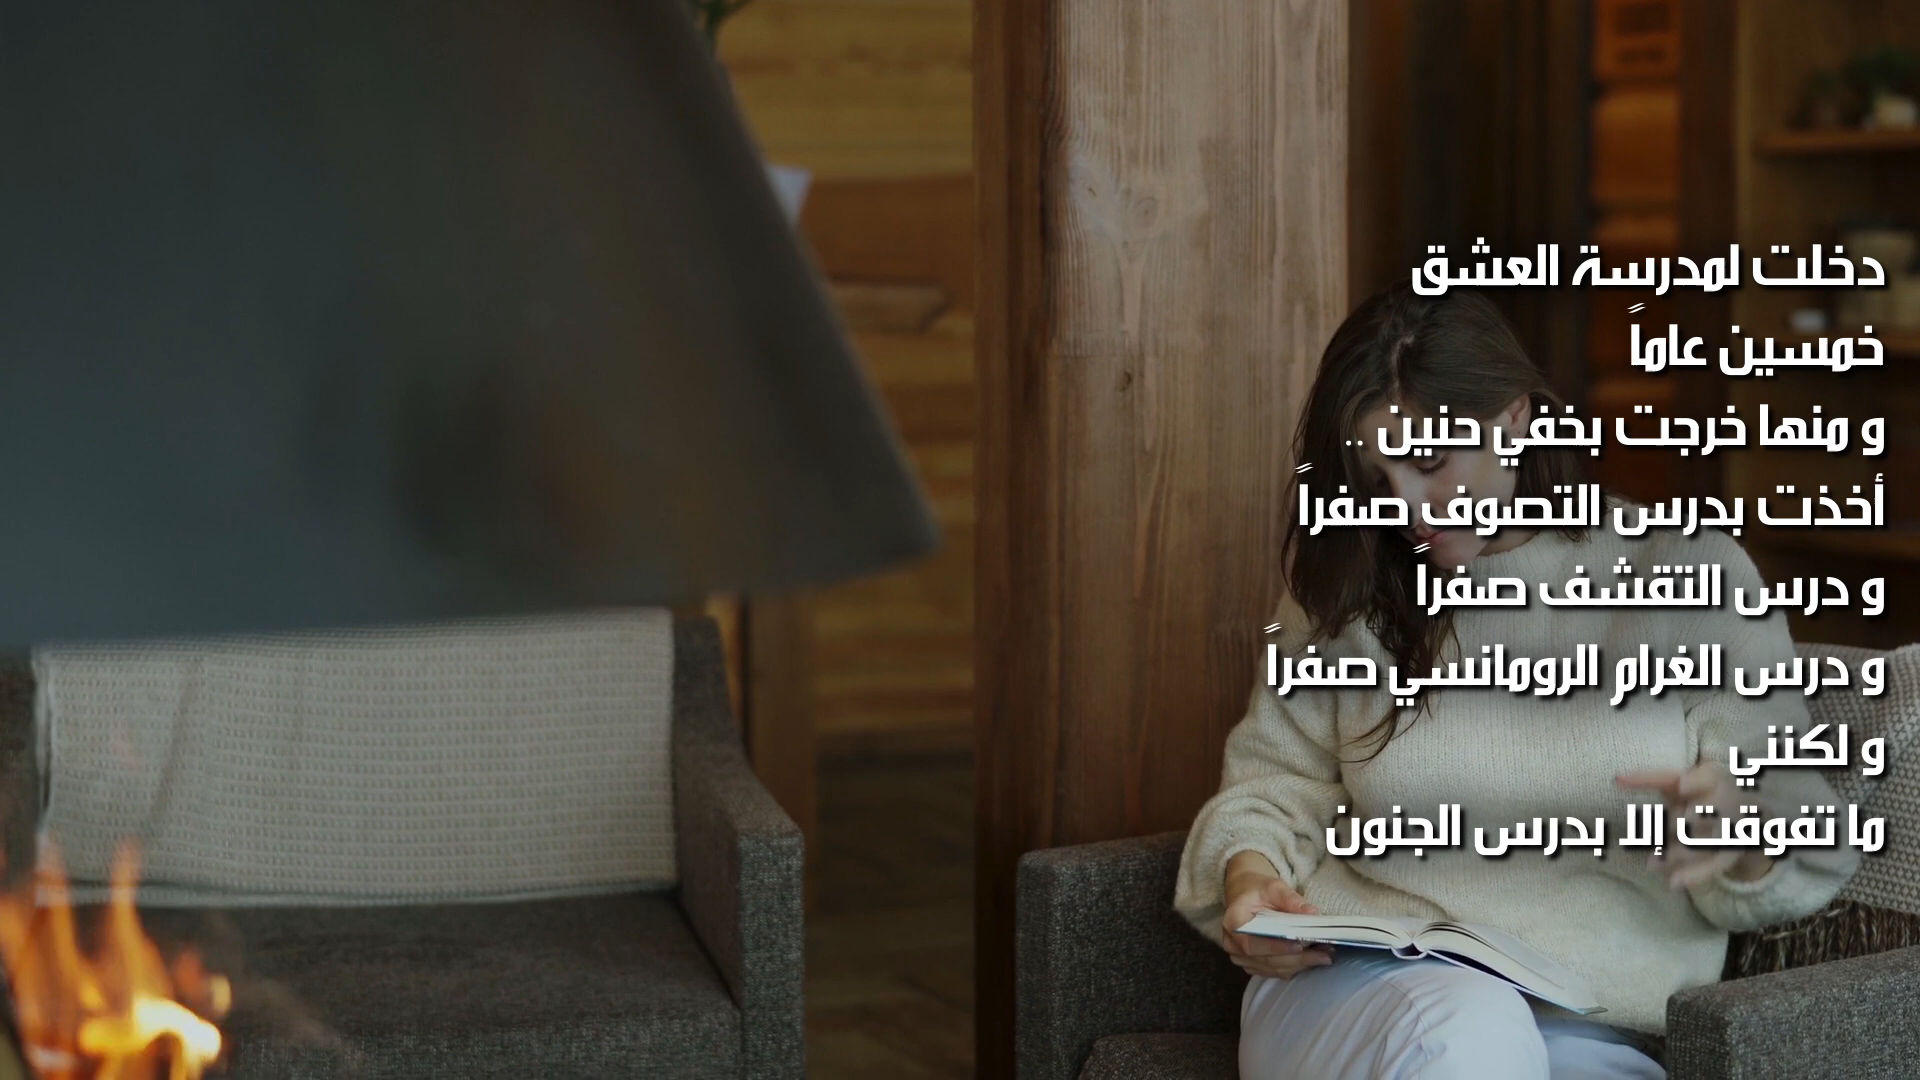 دخلت لمدرسة العشق
خمسين عاماً
و منها خرجت بخفي حنين ..
أخذت بدرس التصوف صفراً
و درس التقشف صفراً
و درس الغرام الرومانسي صفراً
و لكنني
ما تفوقت إلا بدرس الجنون